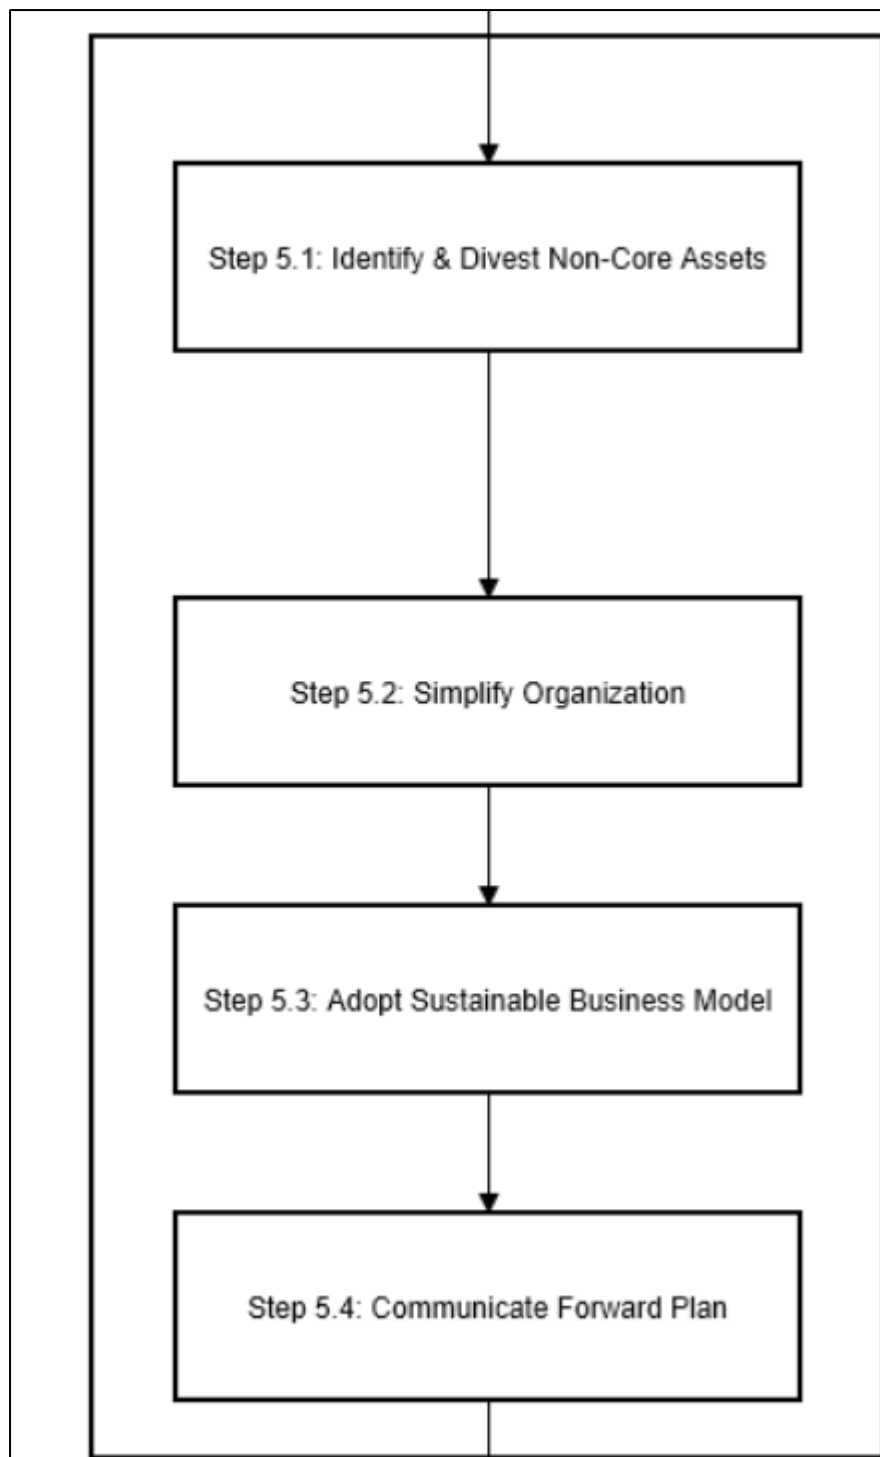 Step 5.1: Identify & Divest Non-Core Assets
Step 5.2: Simplify Organization
Step 5.3: Adopt Sustainable Business Model
Step 5.4: Communicate Forward Plan